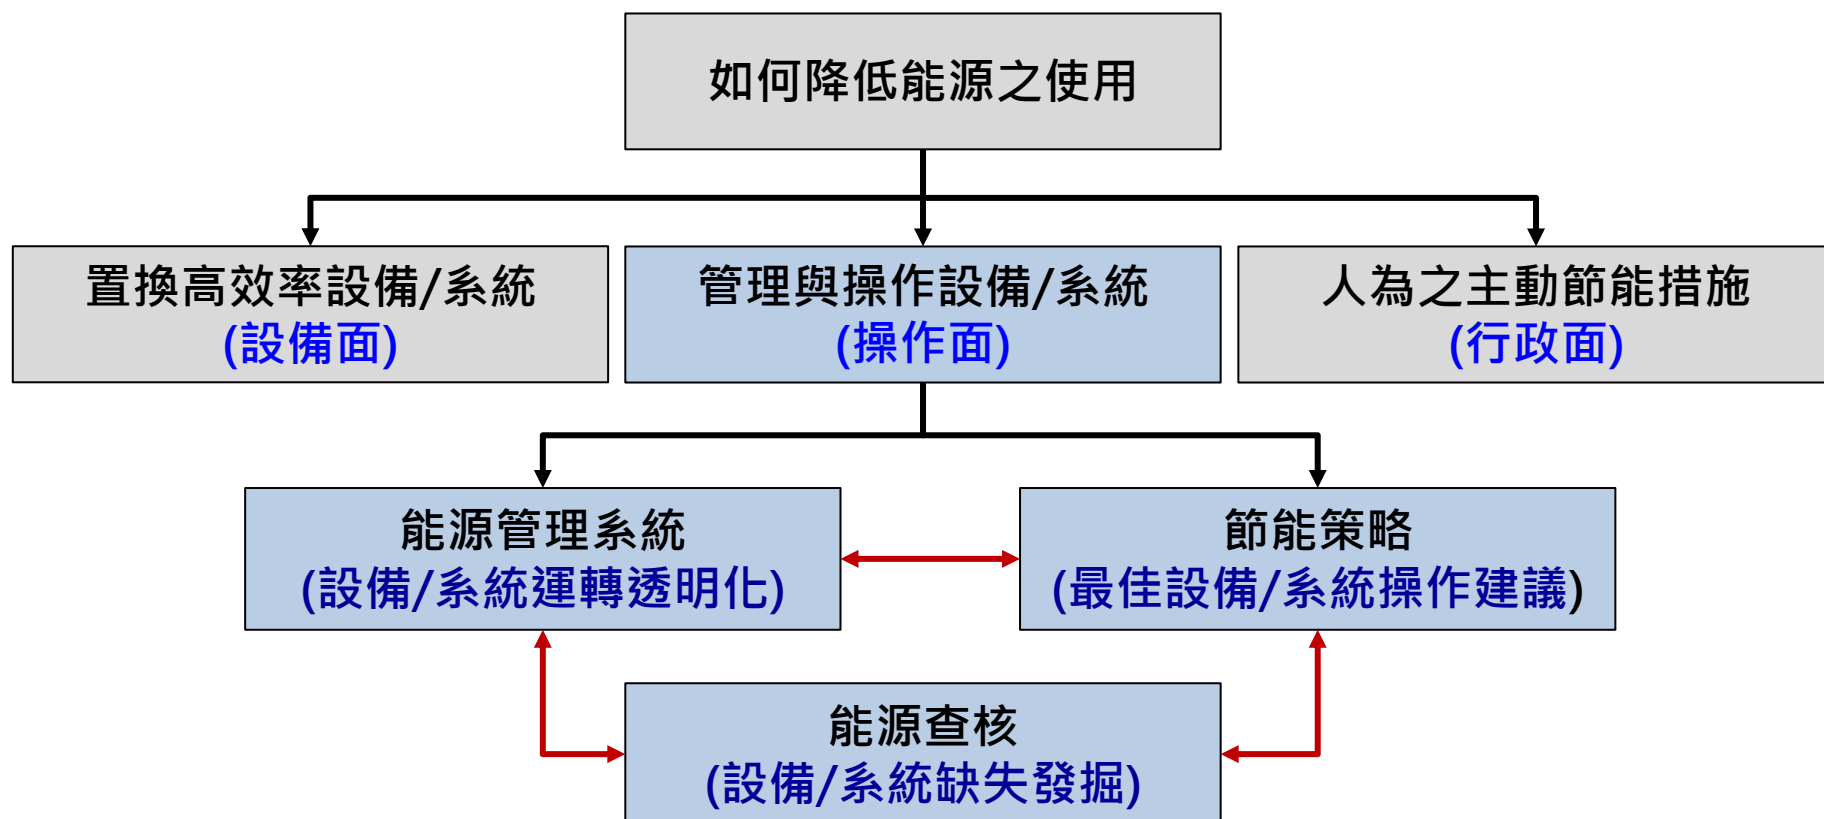 如何降低能源之使用
置換高效率設備/系統
(設備面)
管理與操作設備/系統
(操作面)
人為之主動節能措施
(行政面)
能源管理系統
(設備/系統運轉透明化)
節能策略
(最佳設備/系統操作建議)
能源查核
(設備/系統缺失發掘)